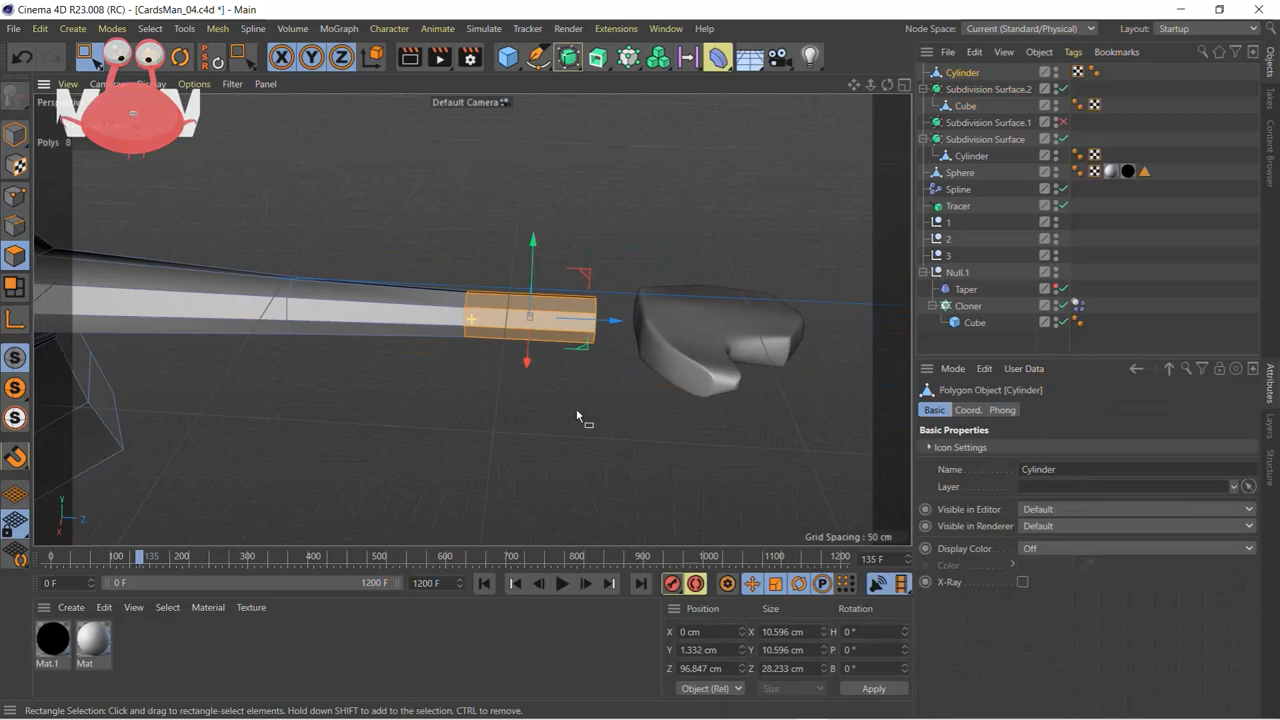 Cinema 4D R23.008 (RC) - [CardsMan_04.c4d *] - Main
File Edit Create Modes Select Tools Mesh Spline Volume MoGraph Character Animate Simulate Tracker Render Extensions Window Help
Node Space: Current (Standard/Physical) Layout: Startup
P
S
R
X Y Z
File Edit View Object Tags Bookmarks
View Display Options Filter Panel
Default Camera
Polys 8
Cylinder
Subdivision Surface.2
Cube
Subdivision Surface.1
Subdivision Surface
Cylinder
Sphere
Spline
Tracer
1
2
3
Null.1
Taper
Cloner
Cube
Objects
Takes
Content Browser
Mode Edit User Data
Polygon Object [Cylinder]
Basic Coord. Phong
Basic Properties
Icon Settings
Name Cylinder
Layer
Visible in Editor Default
Visible in Renderer Default
Display Color Off
Color
X-Ray
Attributes
Layers
Structure
Y
Z
X
Grid Spacing : 50 cm
0 100 135 200 300 400 500 600 700 800 900 1000 1100 1200 135 F
0 F 0 F 1200 F 1200 F
Create Edit View Select Material Texture
Mat.1 Mat
Position Size Rotation
X 0 cm X 10.596 cm H 0 °
Y 1.332 cm Y 10.596 cm P 0 °
Z 96.847 cm Z 28.233 cm B 0 °
Object (Rel) Size Apply
Rectangle Selection: Click and drag to rectangle-select elements. Hold down SHIFT to add to the selection, CTRL to remove.